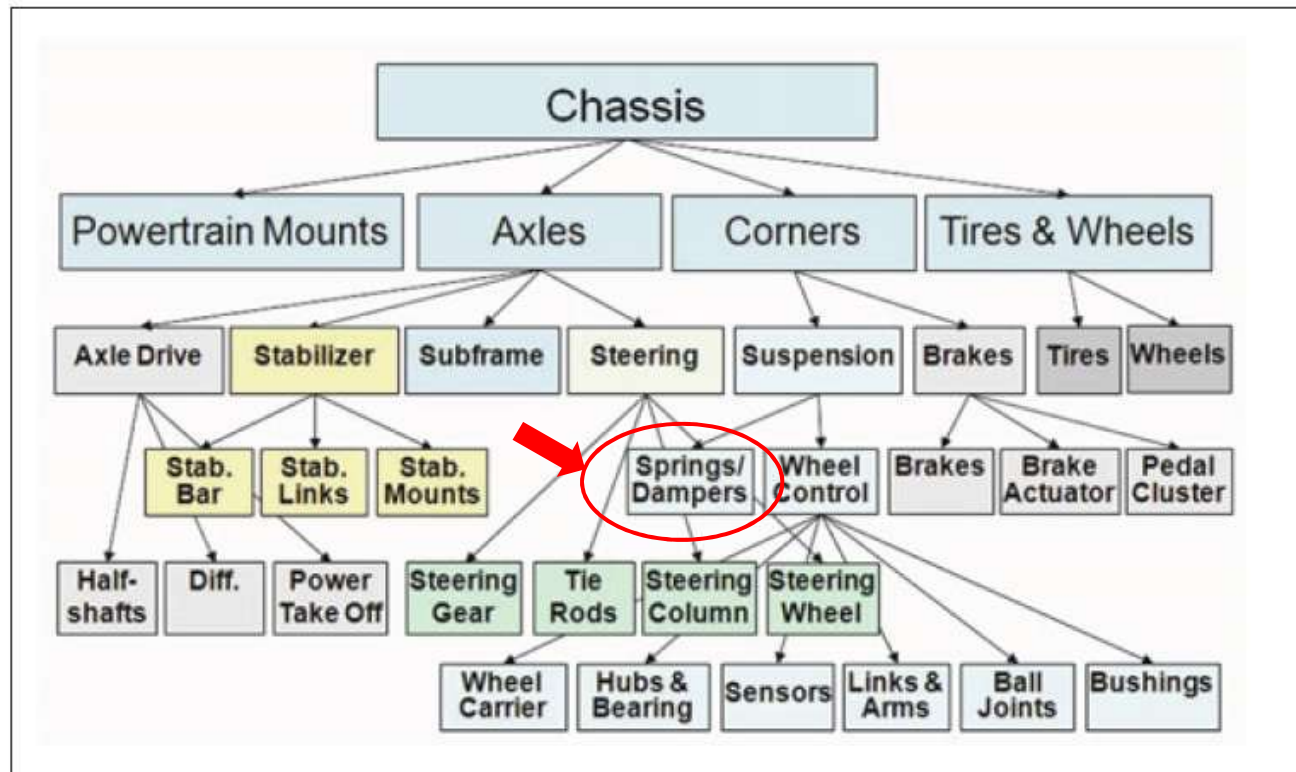 Chassis
Powertrain Mounts
Axles
Corners
Tires & Wheels
Axle Drive
Stabilizer
Subframe
Steering
Suspension
Brakes
Tires
Wheels
Stab.
Bar
Stab.
Links
Stab.
Mounts
Springs/
Dampers
Wheel
Control
Brakes
Brake
Actuator
Pedal
Cluster
Half-
shafts
Diff.
Power
Take Off
Steering
Gear
Tie
Rods
Steering
Column
Steering
Wheel
Wheel
Carrier
Hubs &
Bearing
Sensors
Links &
Arms
Ball
Joints
Bushings